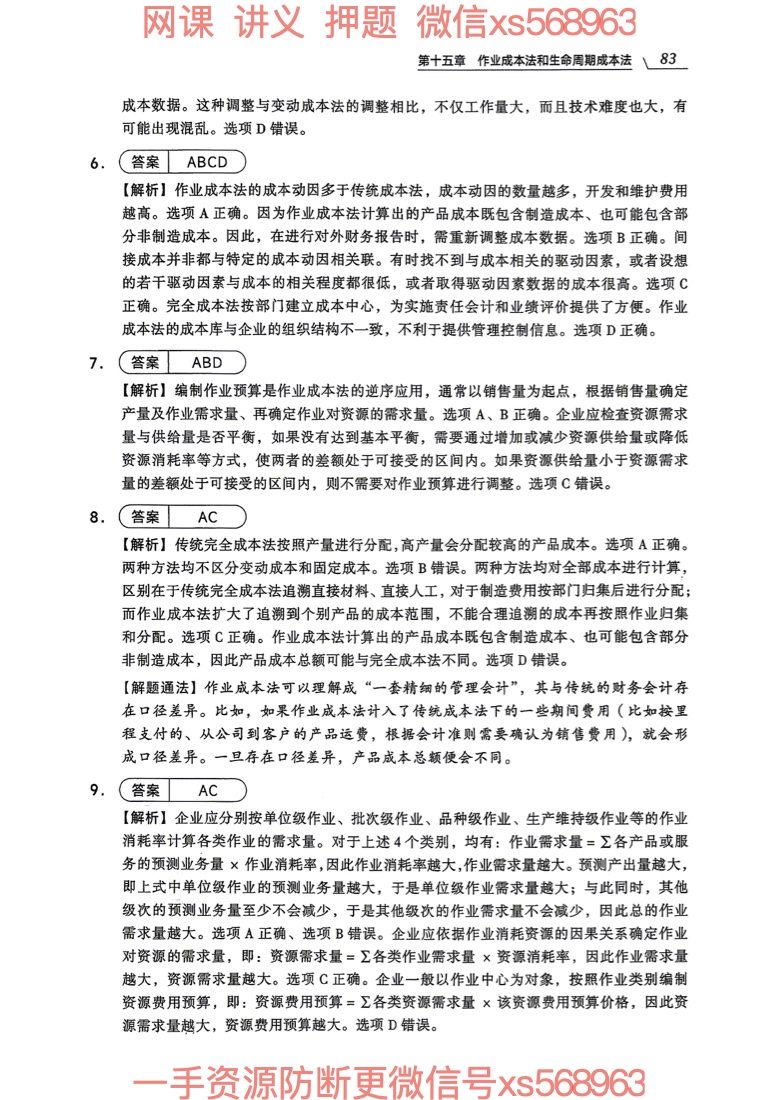 网课 讲义 押题 微信xs568963
第十五章 作业成本法和生命周期成本法 83
成本数据。这种调整与变动成本法的调整相比，不仅工作量大，而且技术难度也大，有
可能出现混乱。选项 D 错误。
6. 答案 ABCD
【解析】作业成本法的成本动因多于传统成本法，成本动因的数量越多，开发和维护费用
越高。选项 A 正确。因为作业成本法计算出的产品成本既包含制造成本、也可能包含部
分非制造成本。因此，在进行对外财务报告时，需重新调整成本数据。选项 B 正确。间
接成本并非都与特定的成本动因相关联。有时找不到与成本相关的驱动因素，或者设想
的若干驱动因素与成本的相关程度都很低，或者取得驱动因素数据的成本很高。选项 C
正确。完全成本法按部门建立成本中心，为实施责任会计和业绩评价提供了方便。作业
成本法的成本库与企业的组织结构不一致，不利于提供管理控制信息。选项 D 正确。
7. 答案 ABD
【解析】编制作业预算是作业成本法的逆序应用，通常以销售量为起点，根据销售量确定
产量及作业需求量、再确定作业对资源的需求量。选项 A、B 正确。企业应检查资源需求
量与供给量是否平衡，如果没有达到基本平衡，需要通过增加或减少资源供给量或降低
资源消耗率等方式，使两者的差额处于可接受的区间内。如果资源供给量小于资源需求
量的差额处于可接受的区间内，则不需要对作业预算进行调整。选项 C 错误。
8. 答案 AC
【解析】传统完全成本法按照产量进行分配,高产量会分配较高的产品成本。选项 A 正确。
两种方法均不区分变动成本和固定成本。选项 B 错误。两种方法均对全部成本进行计算，
区别在于传统完全成本法追溯直接材料、直接人工，对于制造费用按部门归集后进行分配；
而作业成本法扩大了追溯到个别产品的成本范围，不能合理追溯的成本再按照作业归集
和分配。选项 C 正确。作业成本法计算出的产品成本既包含制造成本、也可能包含部分
非制造成本，因此产品成本总额可能与完全成本法不同。选项 D 错误。
【解题通法】作业成本法可以理解成“一套精细的管理会计”，其与传统的财务会计存
在口径差异。比如，如果作业成本法计入了传统成本法下的一些期间费用（比如按里
程支付的、从公司到客户的产品运费，根据会计准则需要确认为销售费用），就会形
成口径差异。一旦存在口径差异，产品成本总额便会不同。
9. 答案 AC
【解析】企业应分别按单位级作业、批次级作业、品种级作业、生产维持级作业等的作业
消耗率计算各类作业的需求量。对于上述 4 个类别，均有：作业需求量 = ∑各产品或服
务的预测业务量 × 作业消耗率,因此作业消耗率越大,作业需求量越大。预测产出量越大，
即上式中单位级作业的预测业务量越大，于是单位级作业需求量越大；与此同时，其他
级次的预测业务量至少不会减少，于是其他级次的作业需求量不会减少，因此总的作业
需求量越大。选项 A 正确、选项 B 错误。企业应依据作业消耗资源的因果关系确定作业
对资源的需求量，即：资源需求量 = ∑各类作业需求量 × 资源消耗率，因此作业需求量
越大，资源需求量越大。选项 C 正确。企业一般以作业中心为对象，按照作业类别编制
资源费用预算，即：资源费用预算 = ∑各类资源需求量 × 该资源费用预算价格，因此资
源需求量越大，资源费用预算越大。选项 D 错误。
一手资源防断更微信号xs568963